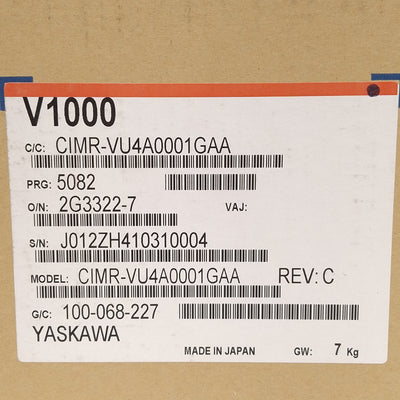 V1000
C/C: CIMR-VU4A0001GAA
PRG: 5082
O/N: 2G3322-7 VAJ:
S/N: J012ZH410310004
MODEL: CIMR-VU4A0001GAA REV: C
G/C: 100-068-227
YASKAWA MADE IN JAPAN GW: 7 Kg